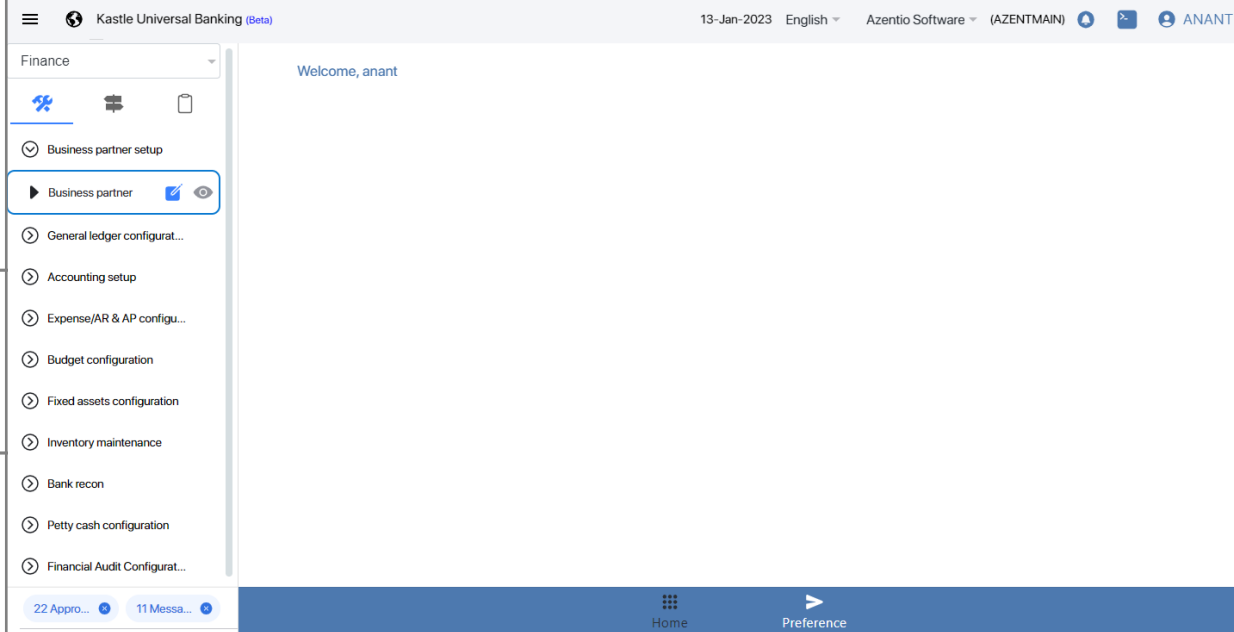 Kastle Universal Banking (Beta)
13-Jan-2023 English Azentio Software (AZENTMAIN) ANANT
Finance
Welcome, anant
Business partner setup
Business partner
General ledger configurat...
Accounting setup
Expense/AR & AP configu...
Budget configuration
Fixed assets configuration
Inventory maintenance
Bank recon
Petty cash configuration
Financial Audit Configurat...
22 Appro... 11 Messa...
Home Preference